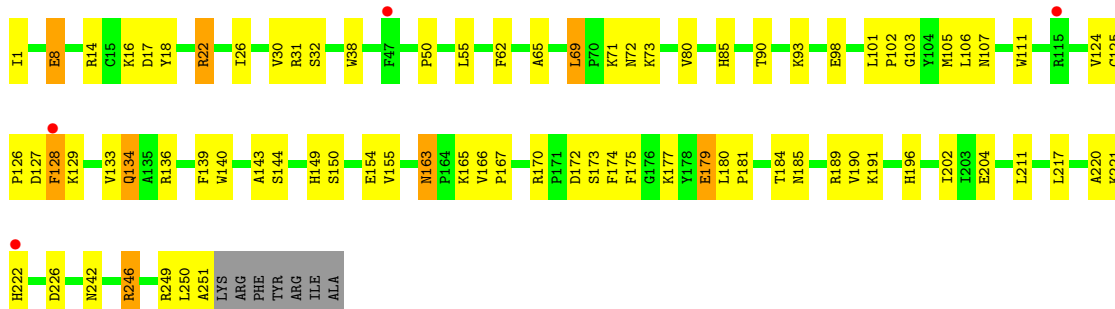 I1 E8 R14 C15 K16 D17 Y18 R22 I26 V30 R31 S32 W38 F47 P50 L55 F62 A65 L69 P70 K71 N72 K73 V80 H85 T90 K93 E98 L101 P102 G103 Y104 M105 L106 N107 W111 R115 V124 G125
P126 D127 F128 K129 V133 Q134 A135 R136 F139 W140 A143 S144 H149 S150 E154 V155 N163 P164 K165 V166 P167 R170 P171 D172 S173 F174 F175 G176 K177 Y178 E179 L180 P181 T184 N185 R189 V190 K191 H196 I202 I203 E204 L211 L217 A220 K221
H222 D226 N242 R246 R249 L250 A251 LYS ARG PHE TYR ARG ILE ALA